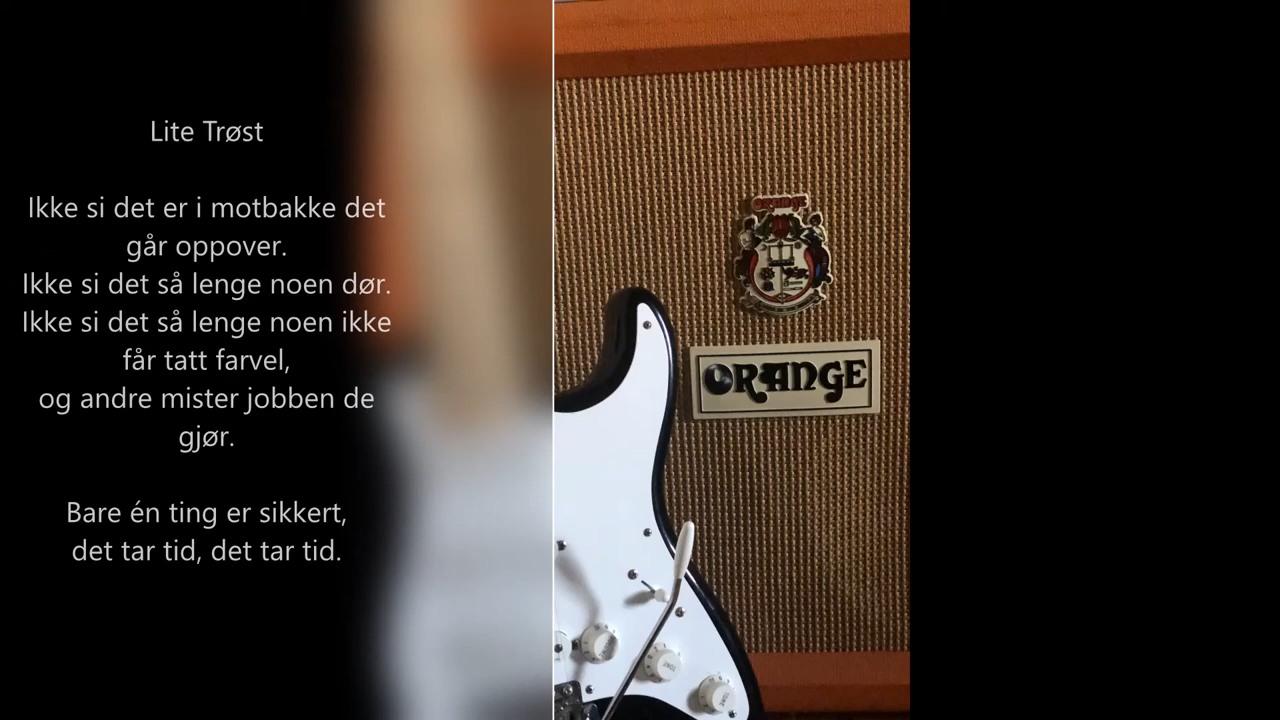 Lite Trøst
Ikke si det er i motbakke det
går oppover.
Ikke si det så lenge noen dør.
Ikke si det så lenge noen ikke
får tatt farvel,
og andre mister jobben de
gjør.
Bare én ting er sikkert,
det tar tid, det tar tid.
ORANGE
ORANGE
TONE